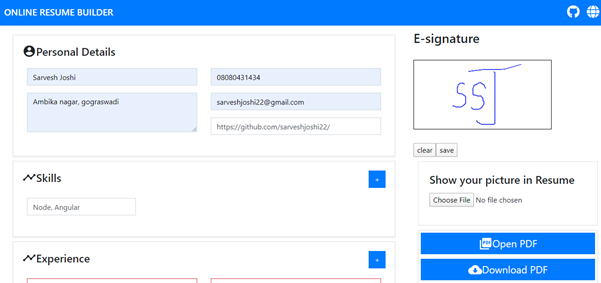 ONLINE RESUME BUILDER
Personal Details
Sarvesh Joshi
08080431434
Ambika nagar, gograswadi
sarveshjoshi22@gmail.com
https://github.com/sarveshjoshi22/
Skills
+
Node, Angular
Experience
+
E-signature
SSJ
clear save
Show your picture in Resume
Choose File No file chosen
PDF Open PDF
Download PDF